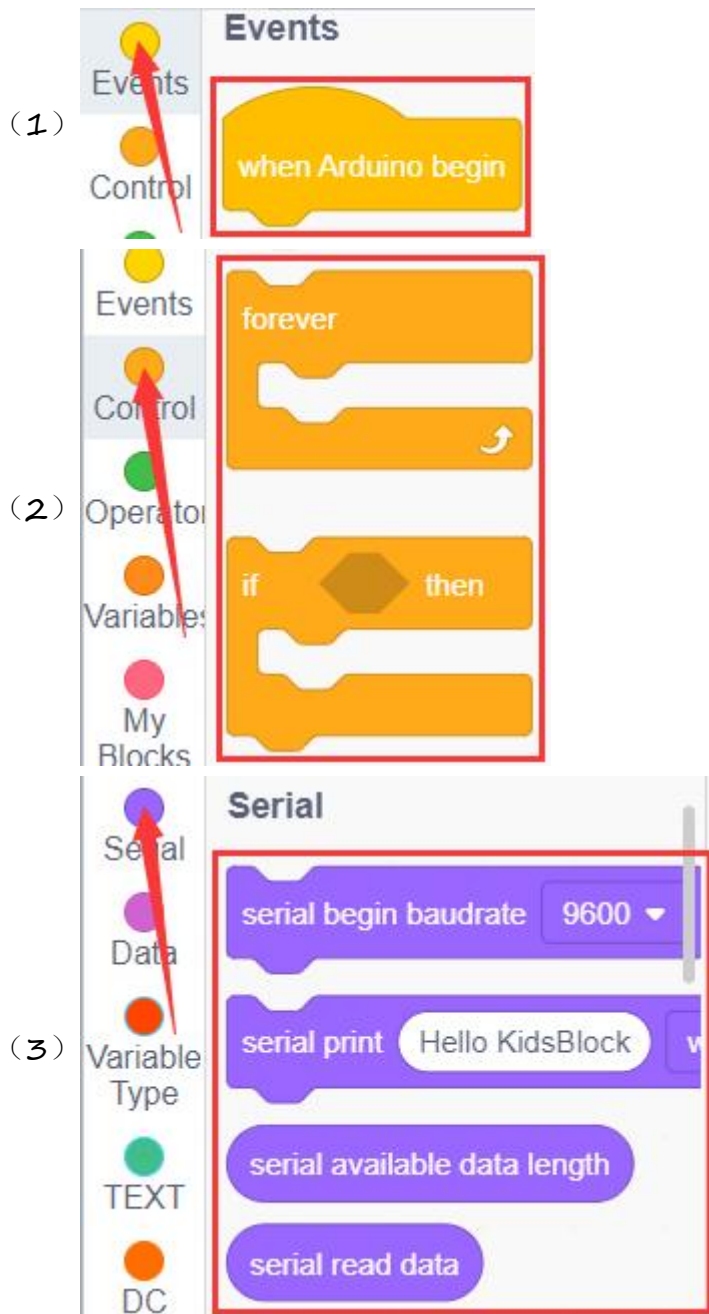 Events
Events
(1)
Control
when Arduino begin
Events
Control
(2)
Operator
Variables
My
Blocks
forever
if then
Serial
Serial
Data
(3)
Variable
Type
TEXT
DC
serial begin baudrate 9600
serial print Hello KidsBlock w
serial available data length
serial read data